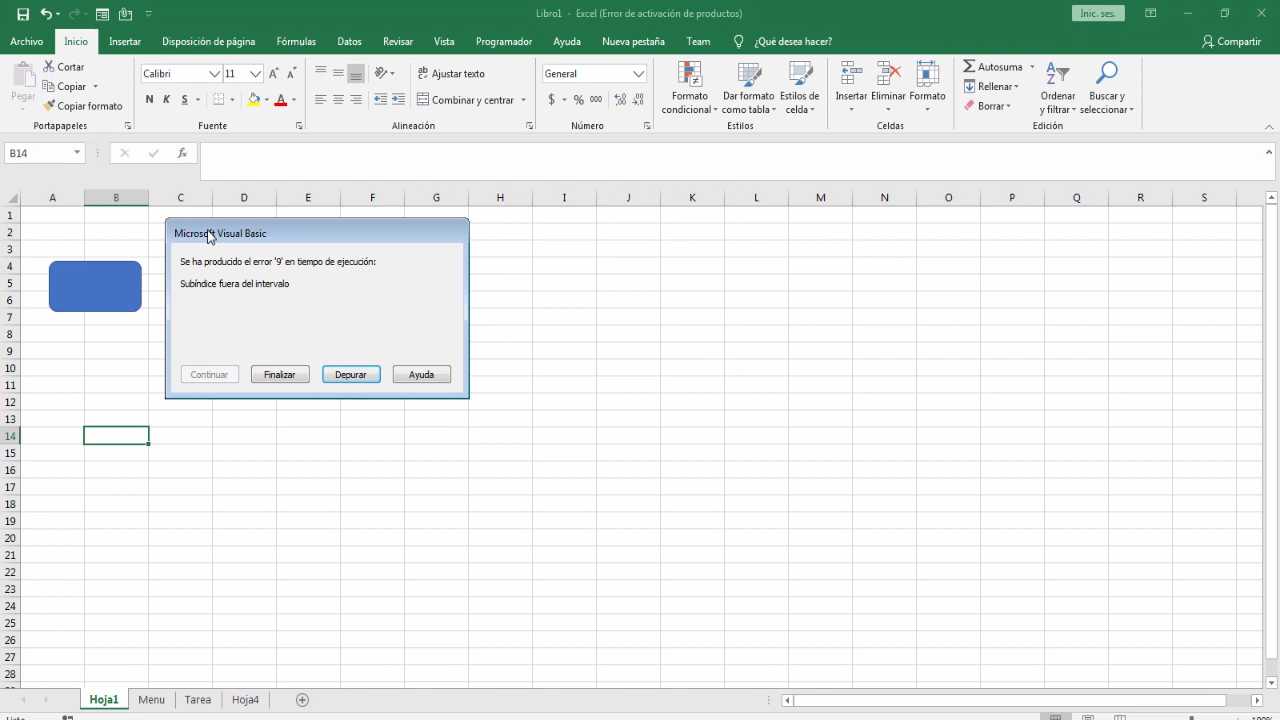 Libro1 - Excel (Error de activación de productos)
Inic. ses.
Archivo Inicio Insertar Disposición de página Fórmulas Datos Revisar Vista Programador Ayuda Nueva pestaña Team ¿Qué desea hacer? Compartir
Pegar
Cortar
Copiar
Copiar formato
Portapapeles
Calibri 11
N K S
A
Fuente
Ajustar texto
Combinar y centrar
Alineación
General
$ % 000
Número
Formato condicional
Dar formato como tabla
Estilos de celda
Estilos
Insertar
Eliminar
Formato
Celdas
Autosuma
Rellenar
Borrar
Ordenar y filtrar
Buscar y seleccionar
Edición
B14
fx
A B C D E F G H I J K L M N O P Q R S
1
2
3
4
5
6
7
8
9
10
11
12
13
14
15
16
17
18
19
20
21
22
23
24
25
26
27
28
Microsoft Visual Basic
Se ha producido el error '9' en tiempo de ejecución:
Subíndice fuera del intervalo
Continuar Finalizar Depurar Ayuda
Hoja1 Menu Tarea Hoja4